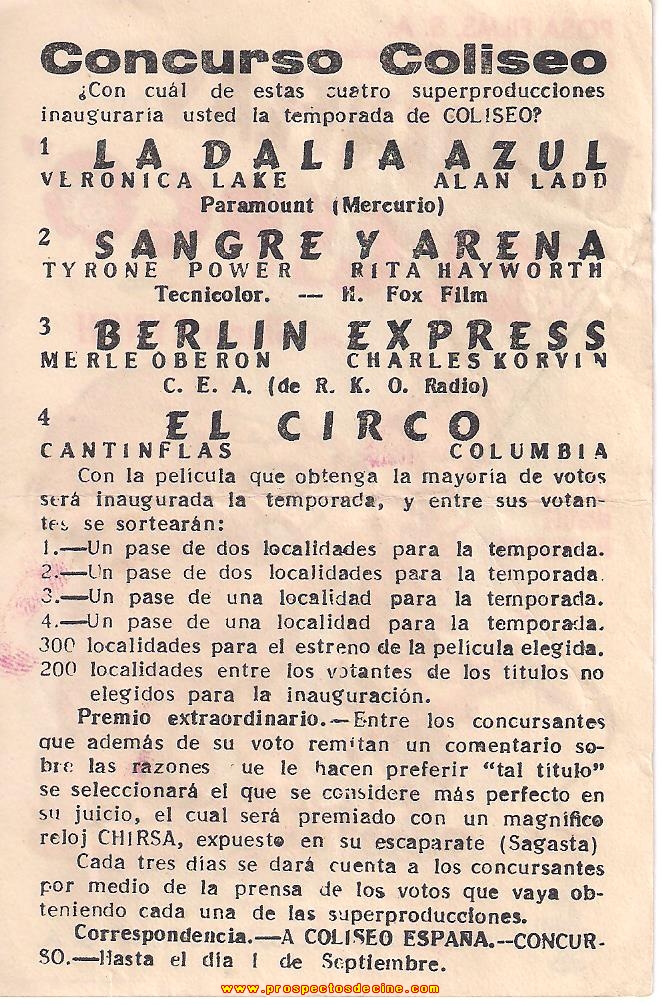 Concurso Coliseo
¿Con cuál de estas cuatro superproducciones
inauguraría usted la temporada de COLISEO?
1 LA DALIA AZUL
VERONICA LAKE ALAN LADD
Paramount (Mercurio)
2 SANGRE Y ARENA
TYRONE POWER RITA HAYWORTH
Tecnicolor. -- H. Fox Film
3 BERLIN EXPRESS
MERLE OBERON CHARLES KORVIN
C. E. A. (de R. K. O. Radio)
4 EL CIRCO
CANTINFLAS COLUMBIA
Con la película que obtenga la mayoría de votos
será inaugurada la temporada, y entre sus votan-
tes se sortearán:
1.—Un pase de dos localidades para la temporada.
2.—Un pase de dos localidades para la temporada.
3.—Un pase de una localidad para la temporada.
4.—Un pase de una localidad para la temporada.
300 localidades para el estreno de la película elegida.
200 localidades entre los votantes de los títulos no
elegidos para la inauguración.
Premio extraordinario.—Entre los concursantes
que además de su voto remitan un comentario so-
bre las razones ue le hacen preferir "tal título"
se seleccionará el que se considere más perfecto en
su juicio, el cual será premiado con un magnífico
reloj CHIRSA, expuesto en su escaparate (Sagasta)
Cada tres días se dará cuenta a los concursantes
por medio de la prensa de los votos que vaya ob-
teniendo cada una de las superproducciones.
Correspondencia.—A COLISEO ESPAÑA.--CONCUR-
SO.—Hasta el día 1 de Septiembre.
www.prospectosdecine.com